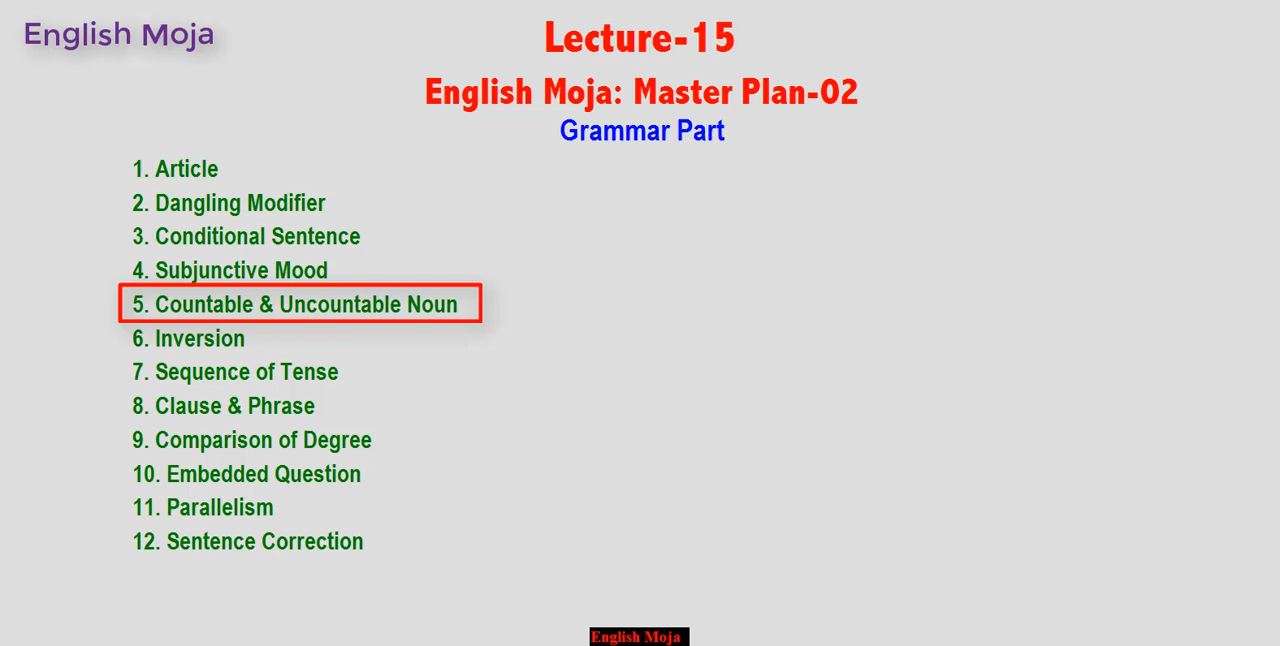 English Moja
Lecture-15
English Moja: Master Plan-02
Grammar Part
1. Article
2. Dangling Modifier
3. Conditional Sentence
4. Subjunctive Mood
5. Countable & Uncountable Noun
6. Inversion
7. Sequence of Tense
8. Clause & Phrase
9. Comparison of Degree
10. Embedded Question
11. Parallelism
12. Sentence Correction
English Moja